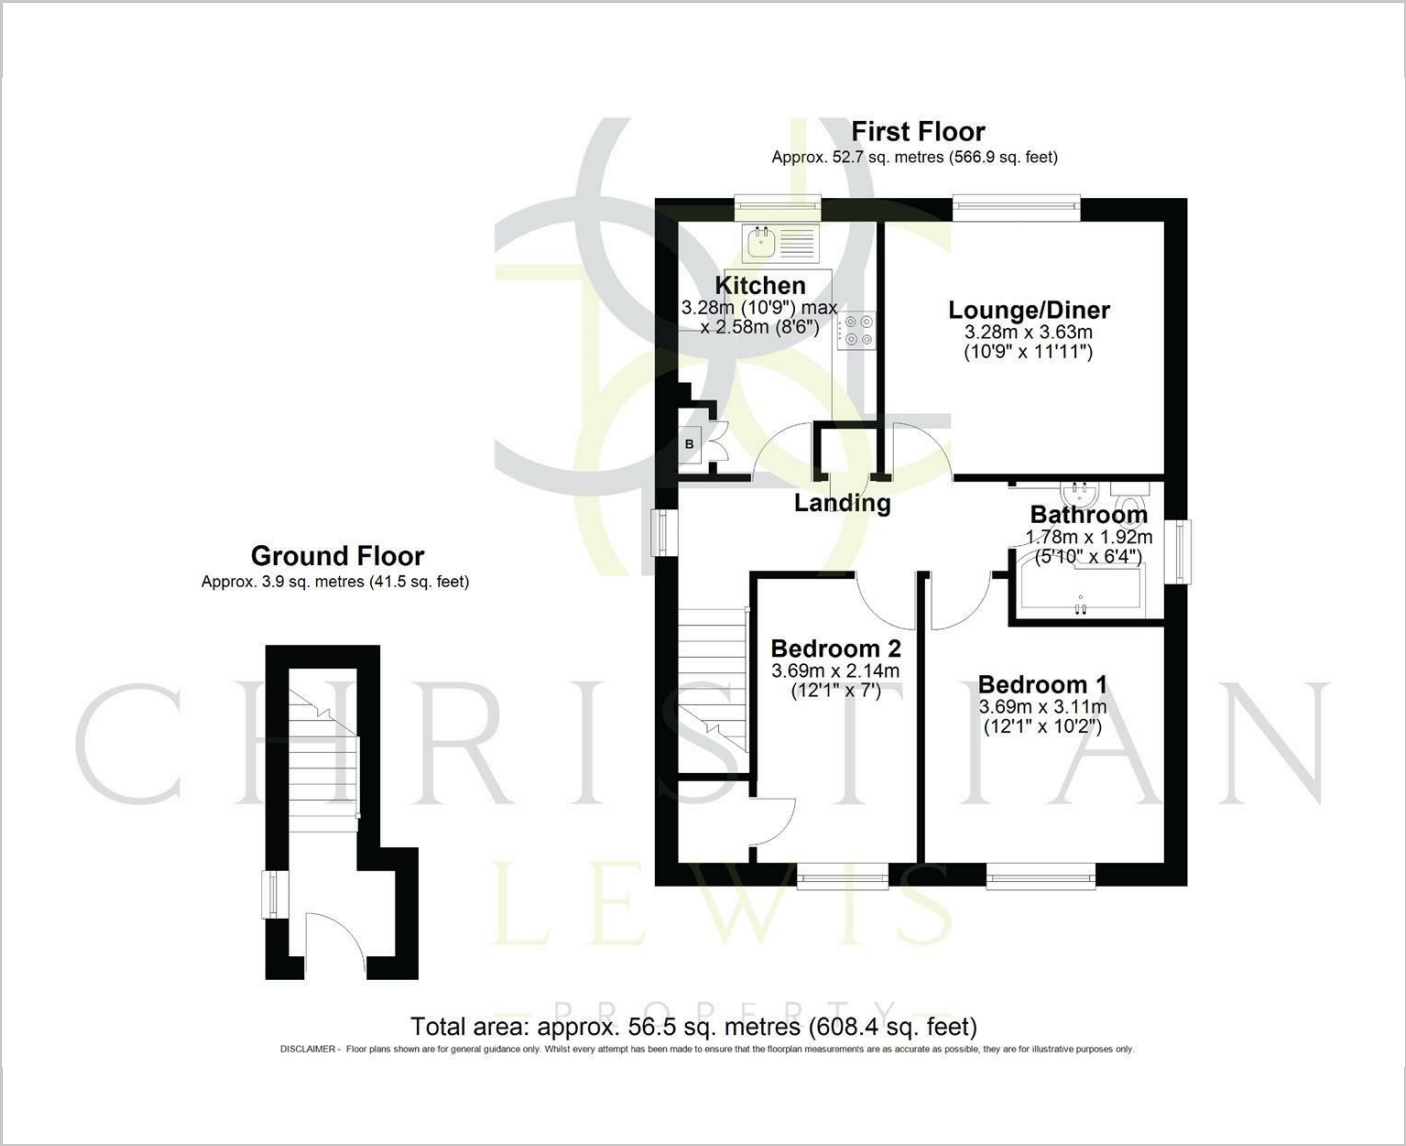 First Floor
Approx. 52.7 sq. metres (566.9 sq. feet)
Kitchen
3.28m (10'9") max
x 2.58m (8'6")
Lounge/Diner
3.28m x 3.63m
(10'9" x 11'11")
B
Landing
Bathroom
1.78m x 1.92m
(5'10" x 6'4")
Ground Floor
Approx. 3.9 sq. metres (41.5 sq. feet)
Bedroom 2
3.69m x 2.14m
(12'1" x 7')
Bedroom 1
3.69m x 3.11m
(12'1" x 10'2")
CHRISTIAN
LEWIS
PROPERTY
Total area: approx. 56.5 sq. metres (608.4 sq. feet)
DISCLAIMER - Floor plans shown are for general guidance only. Whilst every attempt has been made to ensure that the floorplan measurements are as accurate as possible, they are for illustrative purposes only.